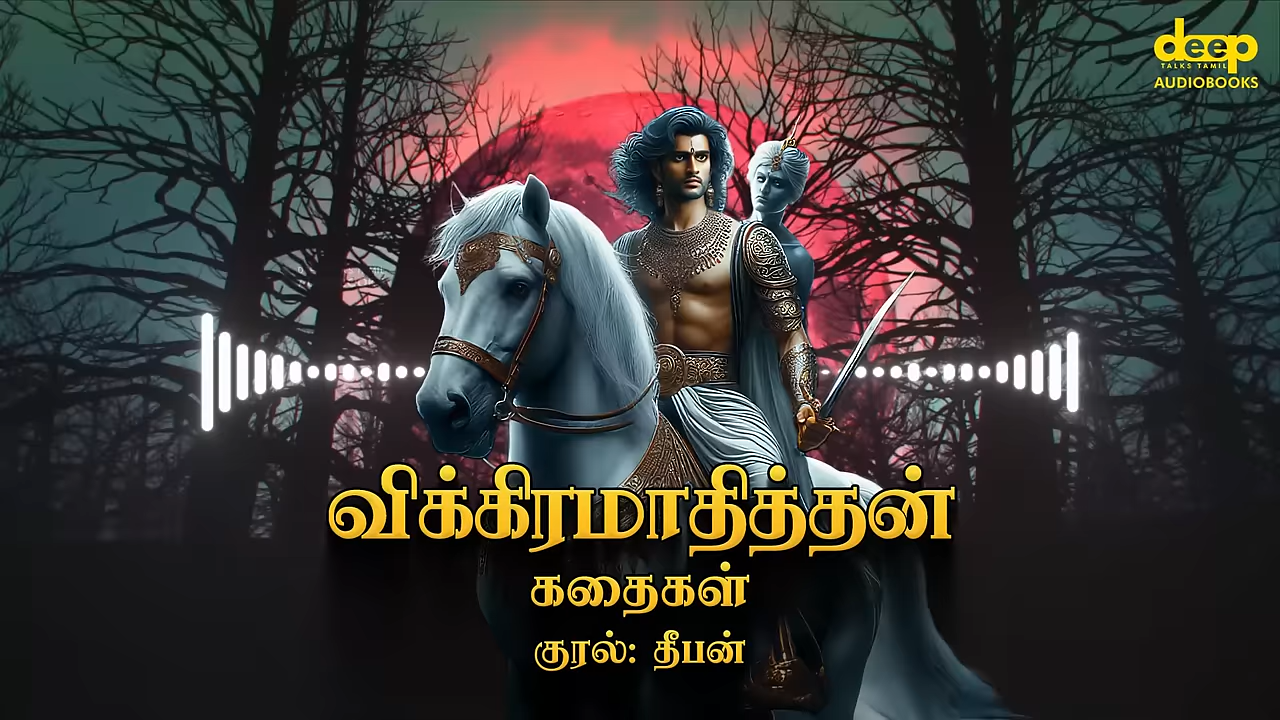 deep
TALKS TAMIL
AUDIOBOOKS
விக்கிரமாதித்தன்
கதைகள்
குரல்: தீபன்